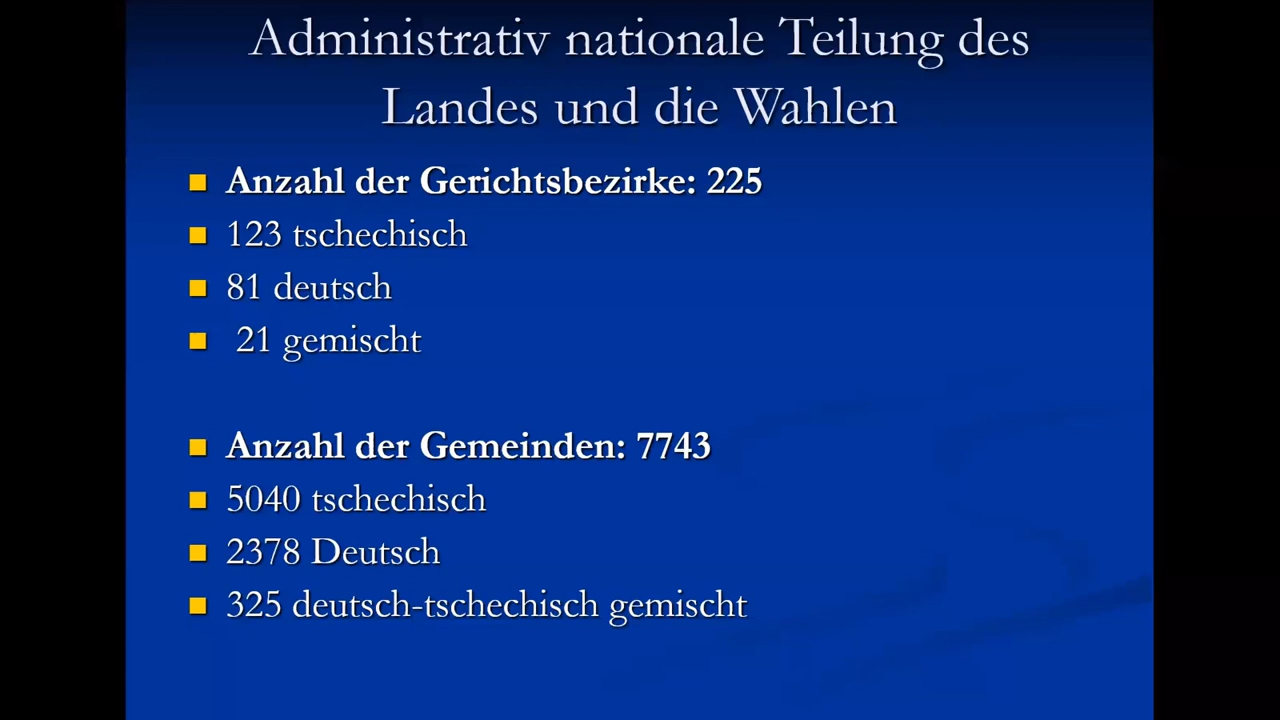 Administrativ nationale Teilung des
Landes und die Wahlen
Anzahl der Gerichtsbezirke: 225
123 tschechisch
81 deutsch
21 gemischt
Anzahl der Gemeinden: 7743
5040 tschechisch
2378 Deutsch
325 deutsch-tschechisch gemischt